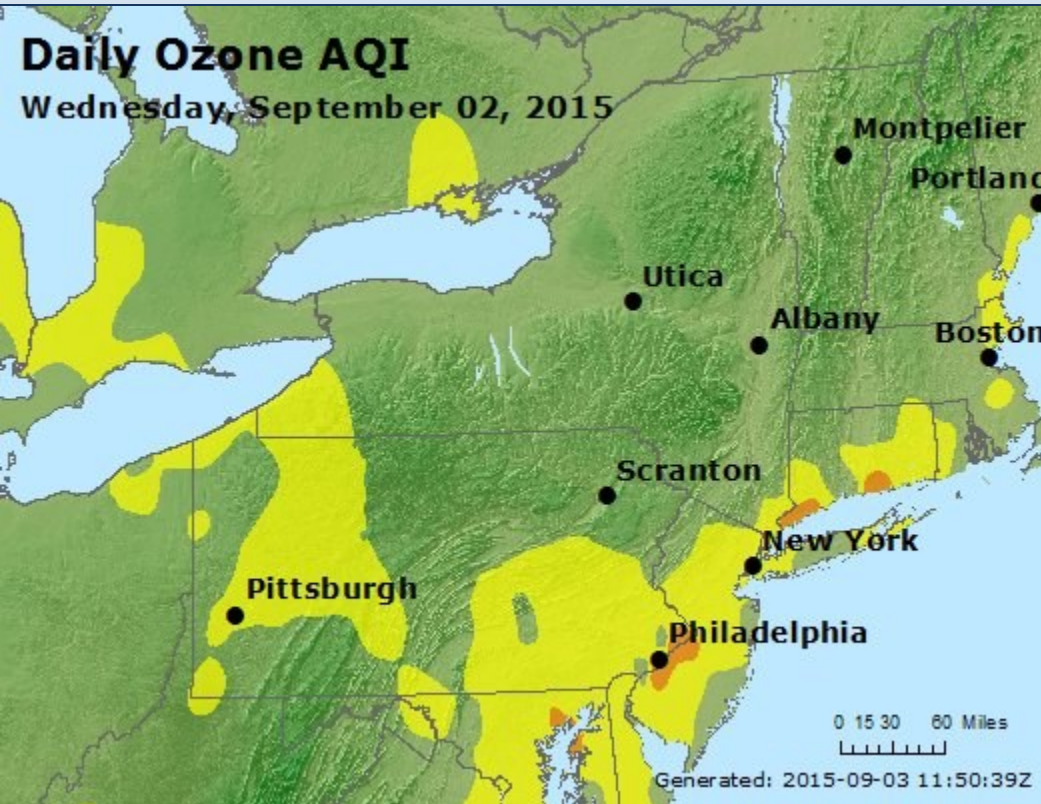 Daily Ozone AQI
Wednesday, September 02, 2015
Montpelier
Portlanc
Utica
Albany
Boston
Scranton
New York
Pittsburgh
Philadelphia
0 15 30 60 Miles
Generated: 2015-09-03 11:50:39Z